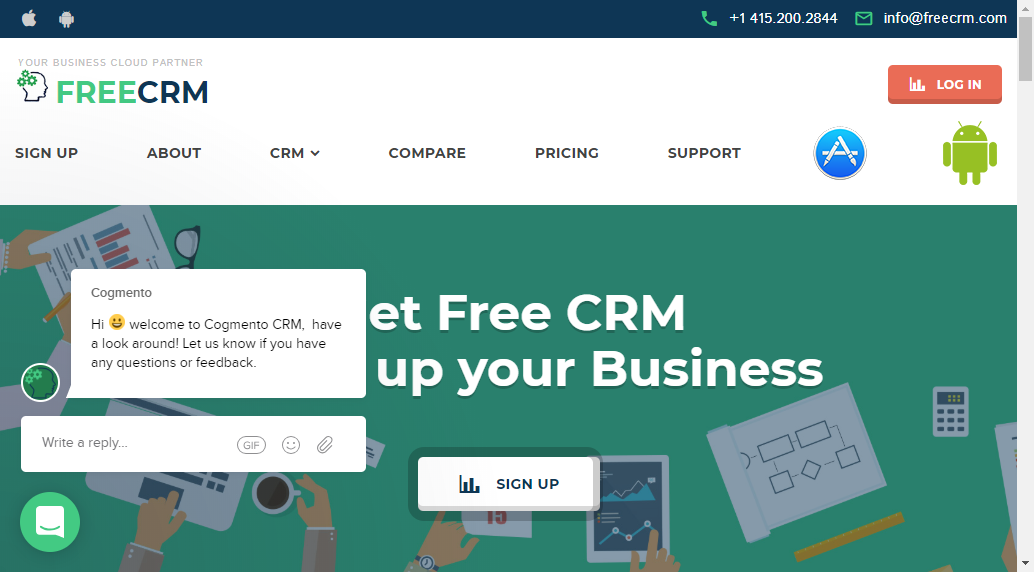 +1 415.200.2844 info@freecrm.com
YOUR BUSINESS CLOUD PARTNER
FREECRM
LOG IN
SIGN UP ABOUT CRM COMPARE PRICING SUPPORT
Cogmento
Hi 😀 welcome to Cogmento CRM, have
a look around! Let us know if you have
any questions or feedback.
et Free CRM
up your Business
Write a reply...
GIF
SIGN UP
15